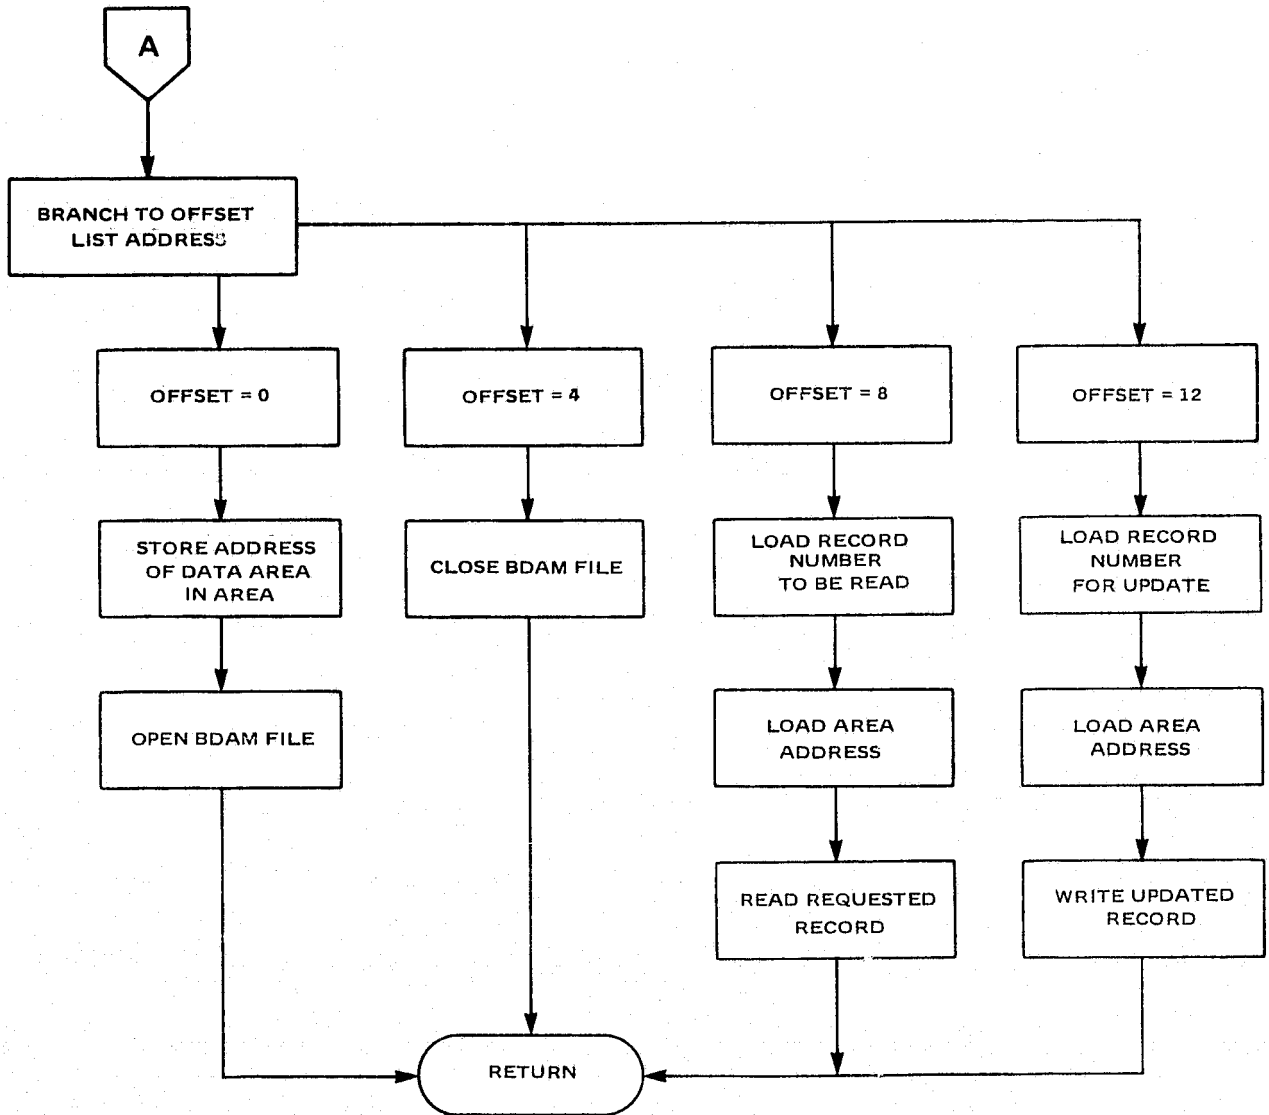 A
BRANCH TO OFFSET
LIST ADDRESS
OFFSET = 0
OFFSET = 4
OFFSET = 8
OFFSET = 12
STORE ADDRESS
OF DATA AREA
IN AREA
CLOSE BDAM FILE
LOAD RECORD
NUMBER
TO BE READ
LOAD RECORD
NUMBER
FOR UPDATE
OPEN BDAM FILE
LOAD AREA
ADDRESS
LOAD AREA
ADDRESS
READ REQUESTED
RECORD
WRITE UPDATED
RECORD
RETURN